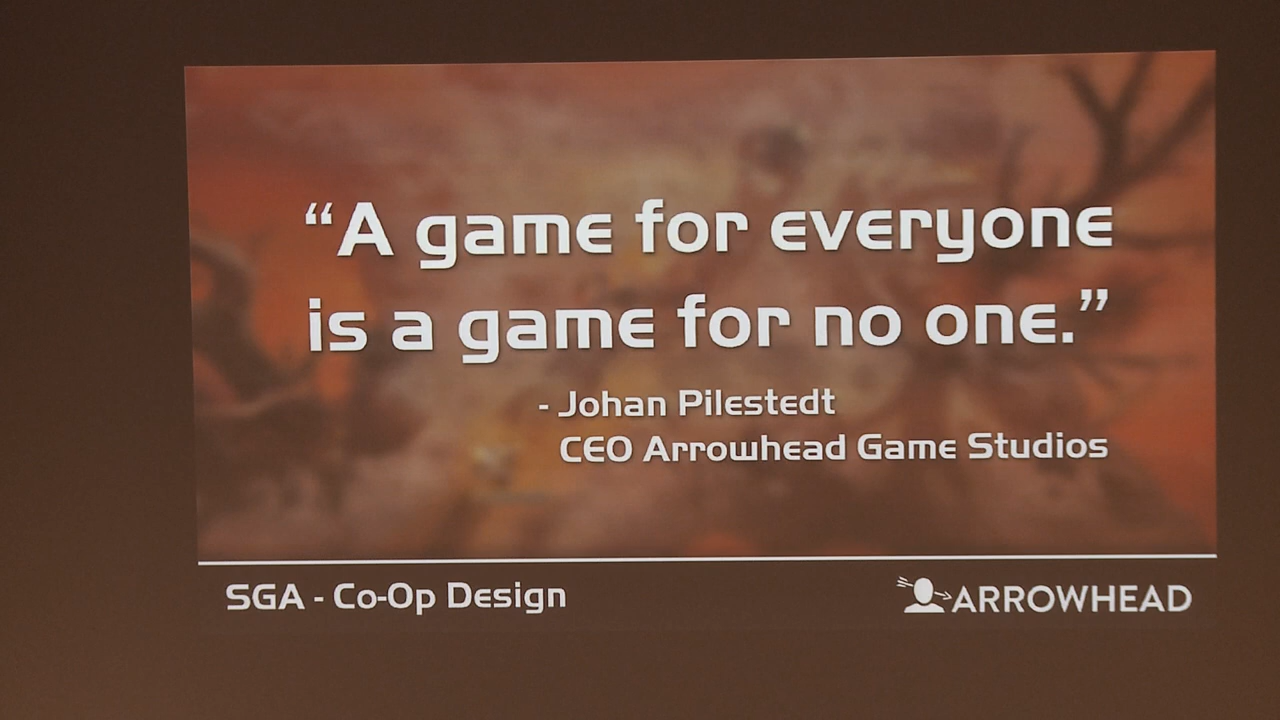 “A game for everyone
is a game for no one.”
- Johan Pilestedt
CEO Arrowhead Game Studios
SGA - Co-Op Design
ARROWHEAD